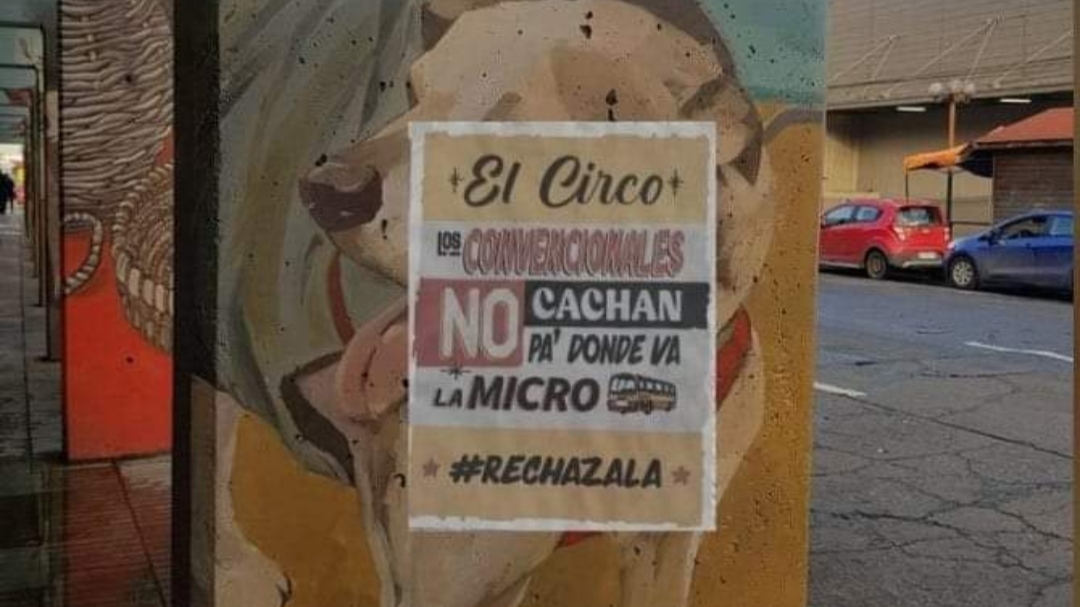 El Circo
LOS CONVENCIONALES
NO CACHAN
PA' DONDE VA
LA MICRO
#RECHAZALA